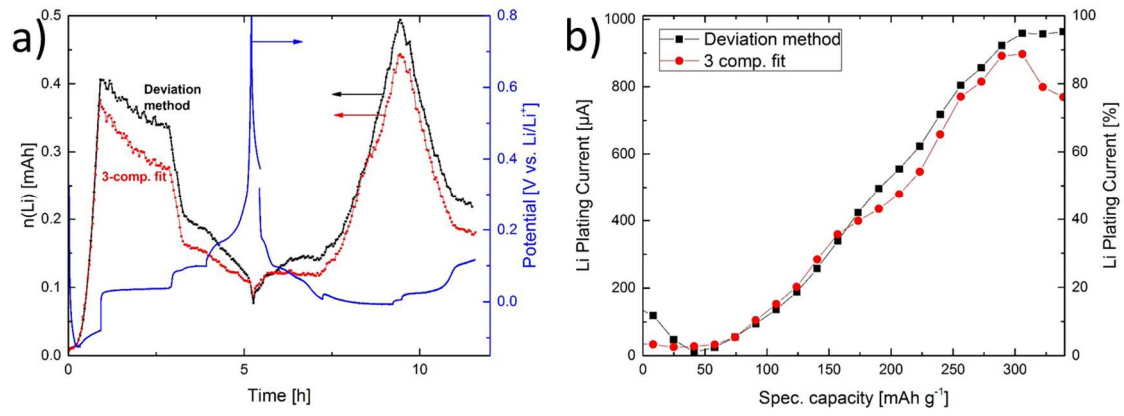 a)
0.5
0.4
0.3
0.2
0.1
0.0
n(Li) [mAh]
Deviation
method
3-comp. fit
0
5
10
Time [h]
0.8
0.6
0.4
0.2
0.0
Potential [V vs. Li/Li⁺]
b)
1000
800
600
400
200
0
Li Plating Current [µA]
Deviation method
3 comp. fit
0
50
100
150
200
250
300
Spec. capacity [mAh g⁻¹]
100
80
60
40
20
0
Li Plating Current [%]